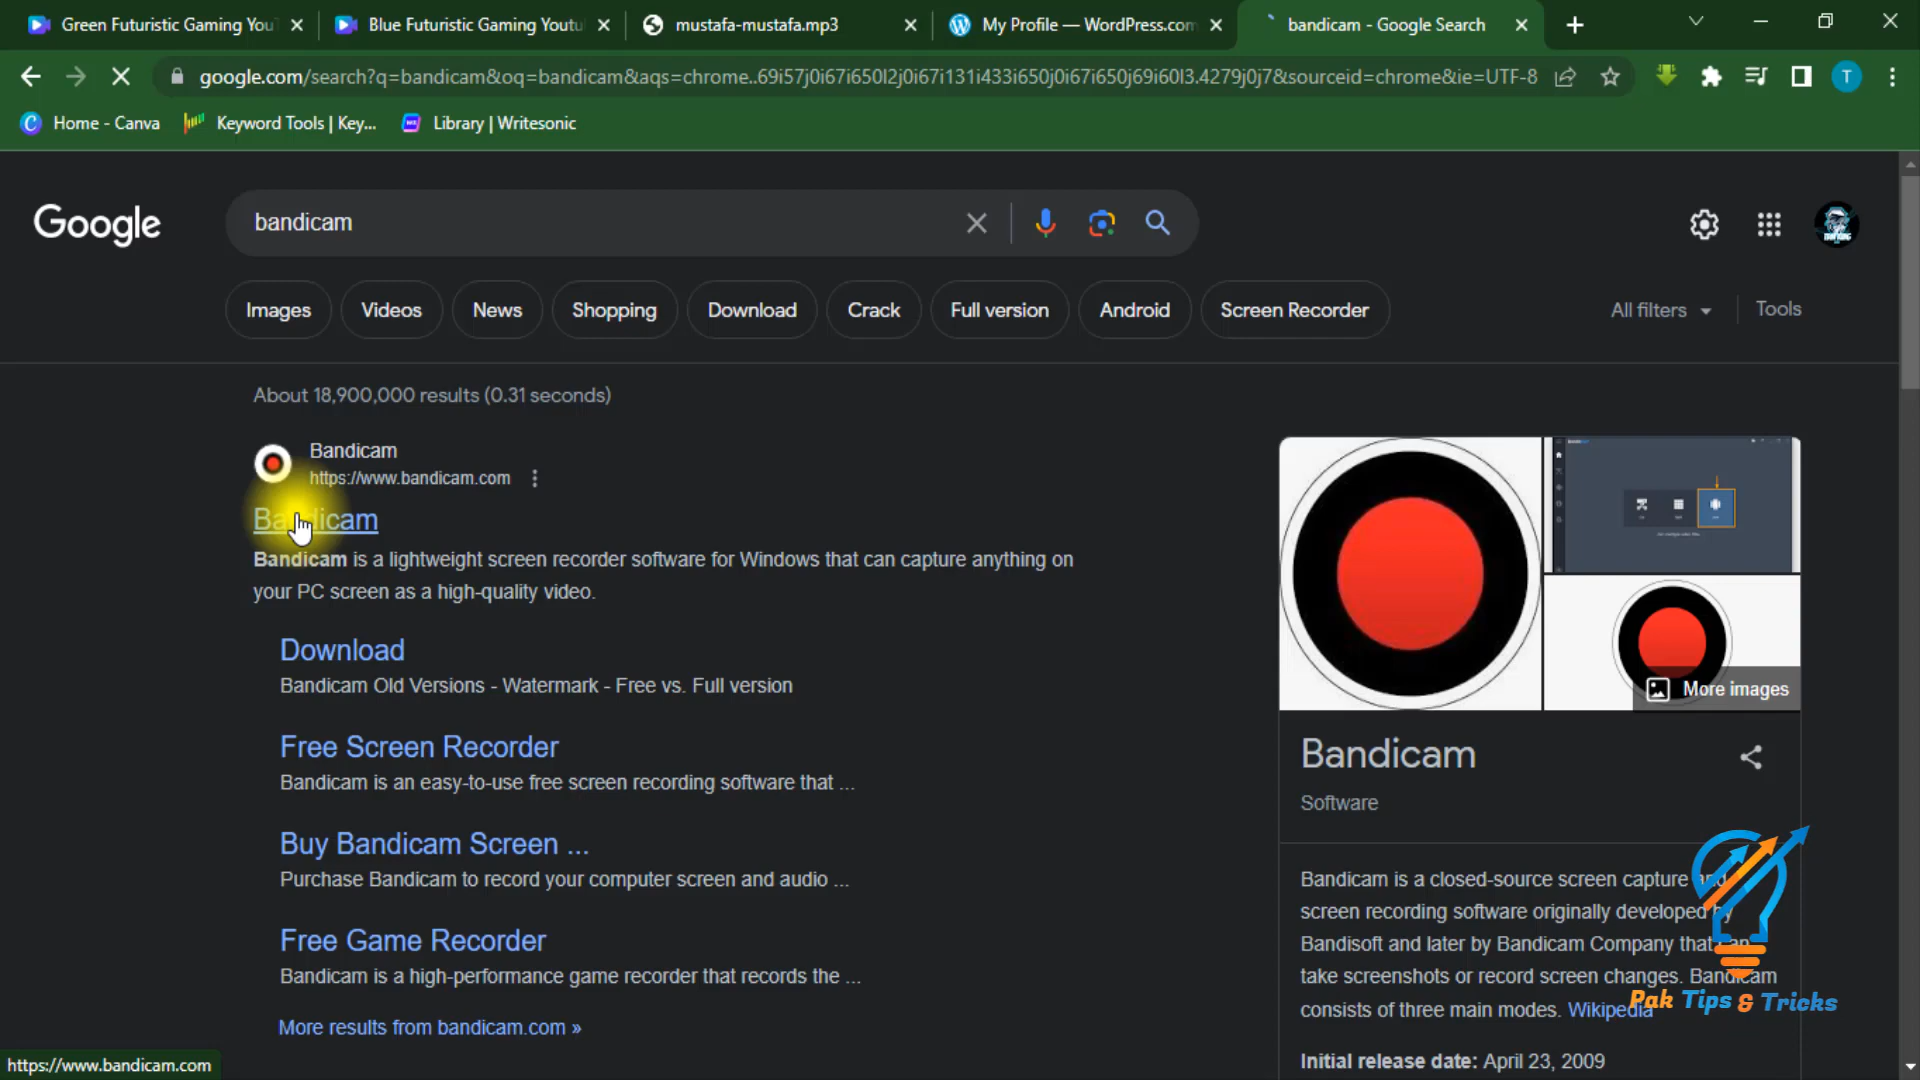 Green Futuristic Gaming You
Blue Futuristic Gaming Youtu
mustafa-mustafa.mp3
My Profile — WordPress.com
bandicam - Google Search
google.com/search?q=bandicam&oq=bandicam&aqs=chrome..69i57j0i67i650l2j0i67i131i433i650j0i67i650j69i60l3.4279j0j7&sourceid=chrome&ie=UTF-8
T
Home - Canva
Keyword Tools | Key...
Library | Writesonic
Google
bandicam
Images
Videos
News
Shopping
Download
Crack
Full version
Android
Screen Recorder
All filters
Tools
About 18,900,000 results (0.31 seconds)
Bandicam
https://www.bandicam.com
Bandicam
Bandicam is a lightweight screen recorder software for Windows that can capture anything on
your PC screen as a high-quality video.
Download
Bandicam Old Versions - Watermark - Free vs. Full version
Free Screen Recorder
Bandicam is an easy-to-use free screen recording software that ...
Buy Bandicam Screen ...
Purchase Bandicam to record your computer screen and audio ...
Free Game Recorder
Bandicam is a high-performance game recorder that records the ...
More results from bandicam.com »
More images
Bandicam
Software
Bandicam is a closed-source screen capture and
screen recording software originally developed by
Bandisoft and later by Bandicam Company that can
take screenshots or record screen changes. Bandicam
consists of three main modes. Wikipedia
Initial release date: April 23, 2009
Pak Tips & Tricks
https://www.bandicam.com